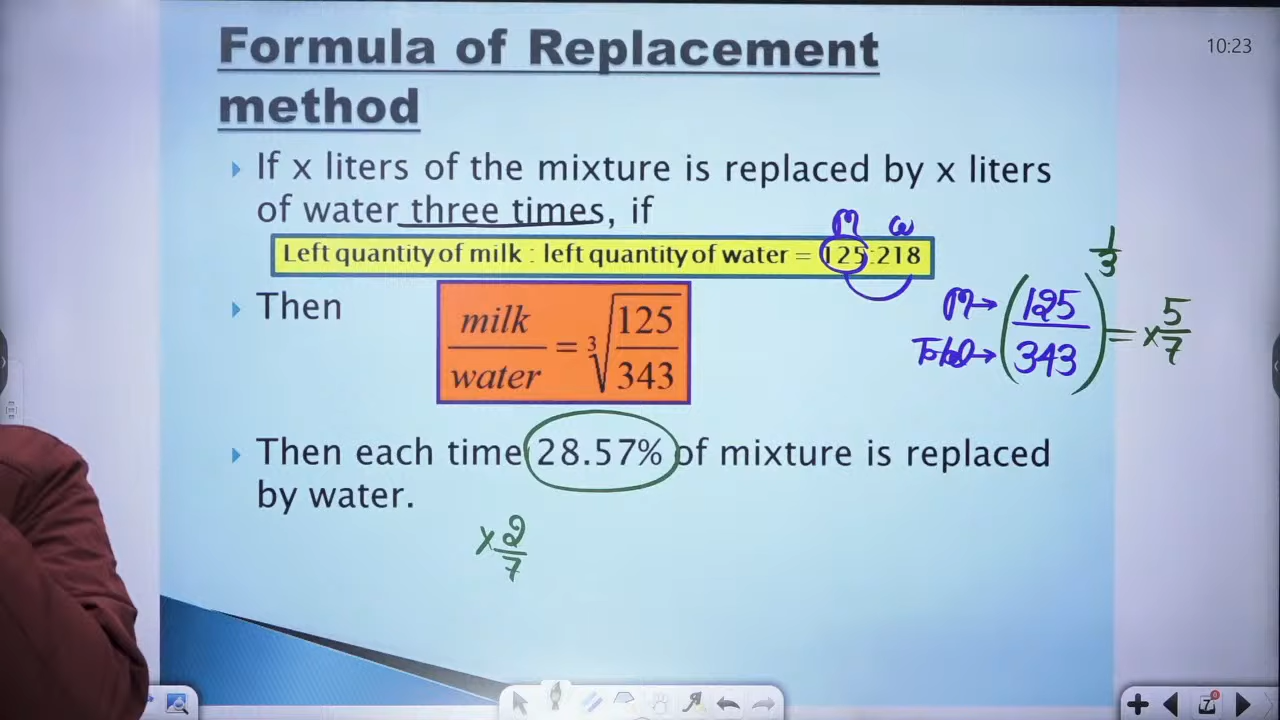 Formula of Replacement
method
10:23
If x liters of the mixture is replaced by x liters
of water three times, if
M W
Left quantity of milk : left quantity of water = 125:218
Then
milk/water = ³√125/343
M→ (125
Total→ 343)^1/3 = ×5/7
Then each time 28.57% of mixture is replaced
by water.
×2/7